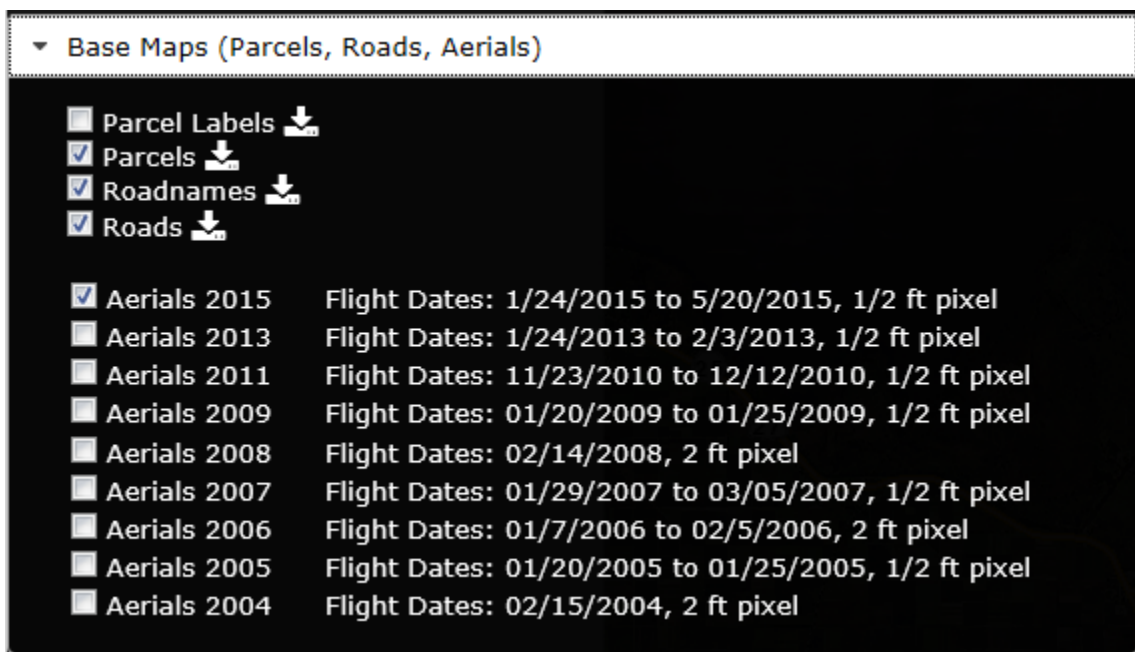 Base Maps (Parcels, Roads, Aerials)
Parcel Labels
Parcels
Roadnames
Roads
Aerials 2015 Flight Dates: 1/24/2015 to 5/20/2015, 1/2 ft pixel
Aerials 2013 Flight Dates: 1/24/2013 to 2/3/2013, 1/2 ft pixel
Aerials 2011 Flight Dates: 11/23/2010 to 12/12/2010, 1/2 ft pixel
Aerials 2009 Flight Dates: 01/20/2009 to 01/25/2009, 1/2 ft pixel
Aerials 2008 Flight Dates: 02/14/2008, 2 ft pixel
Aerials 2007 Flight Dates: 01/29/2007 to 03/05/2007, 1/2 ft pixel
Aerials 2006 Flight Dates: 01/7/2006 to 02/5/2006, 2 ft pixel
Aerials 2005 Flight Dates: 01/20/2005 to 01/25/2005, 1/2 ft pixel
Aerials 2004 Flight Dates: 02/15/2004, 2 ft pixel